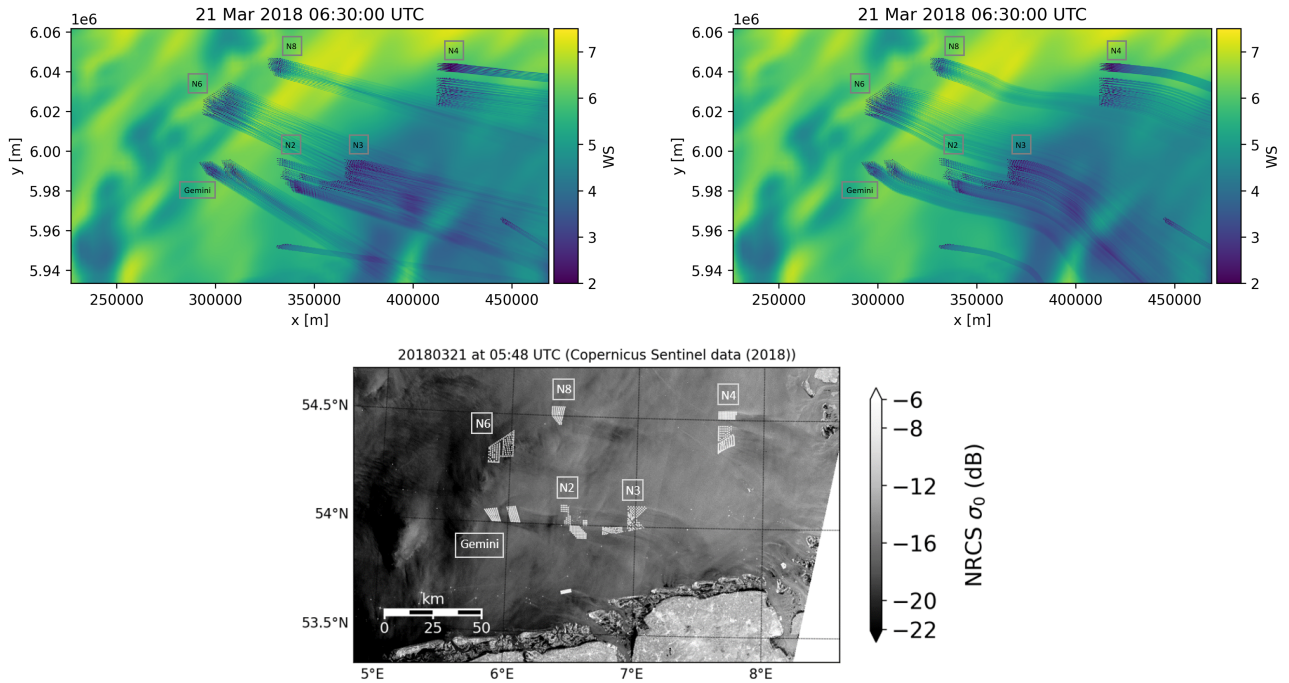 21 Mar 2018 06:30:00 UTC
1e6
6.06
6.04
6.02
6.00
5.98
5.96
5.94
y [m]
N8
N4
N6
N2
N3
Gemini
250000 300000 350000 400000 450000
x [m]
7
6
5
4
3
2
WS
21 Mar 2018 06:30:00 UTC
1e6
6.06
6.04
6.02
6.00
5.98
5.96
5.94
y [m]
N8
N4
N6
N2
N3
Gemini
250000 300000 350000 400000 450000
x [m]
7
6
5
4
3
2
WS
20180321 at 05:48 UTC (Copernicus Sentinel data (2018))
54.5°N
54°N
53.5°N
N8
N4
N6
N2
N3
Gemini
km
0 25 50
5°E 6°E 7°E 8°E
−6
−8
−12
−16
−20
−22
NRCS σ0 (dB)